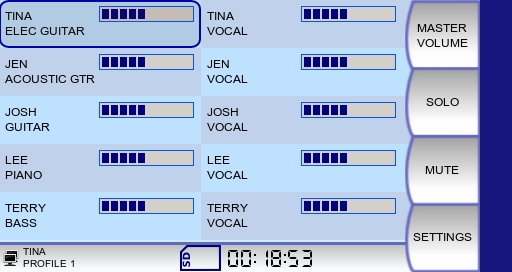 TINA
ELEC GUITAR
TINA
VOCAL
JEN
ACOUSTIC GTR
JEN
VOCAL
JOSH
GUITAR
JOSH
VOCAL
LEE
PIANO
LEE
VOCAL
TERRY
BASS
TERRY
VOCAL
MASTER
VOLUME
SOLO
MUTE
SETTINGS
TINA
PROFILE 1
SD
00:18:53